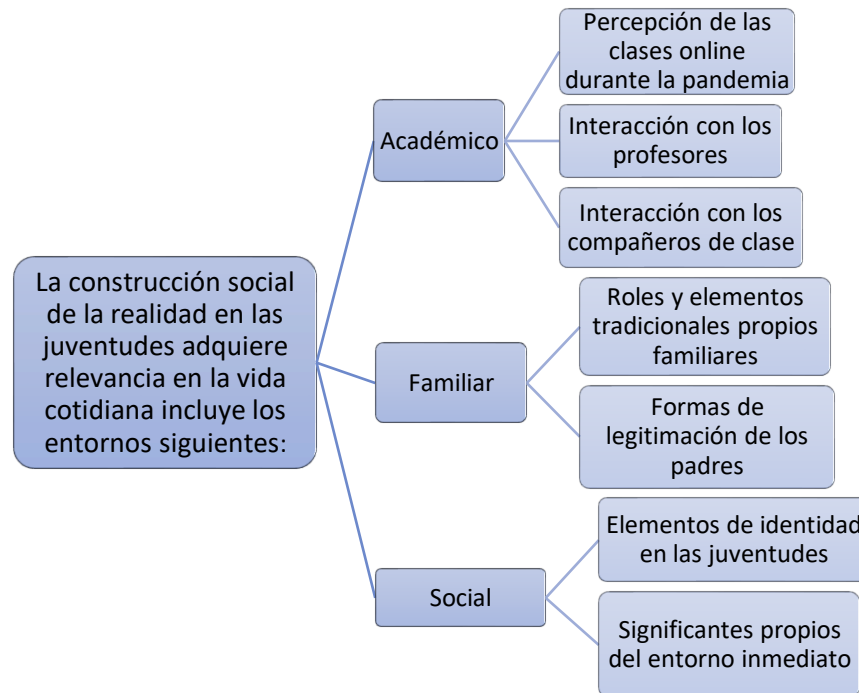 La construcción social
de la realidad en las
juventudes adquiere
relevancia en la vida
cotidiana incluye los
entornos siguientes:
Académico
Percepción de las
clases online
durante la pandemia
Interacción con los
profesores
Interacción con los
compañeros de clase
Familiar
Roles y elementos
tradicionales propios
familiares
Formas de
legitimación de los
padres
Social
Elementos de identidad
en las juventudes
Significantes propios
del entorno inmediato